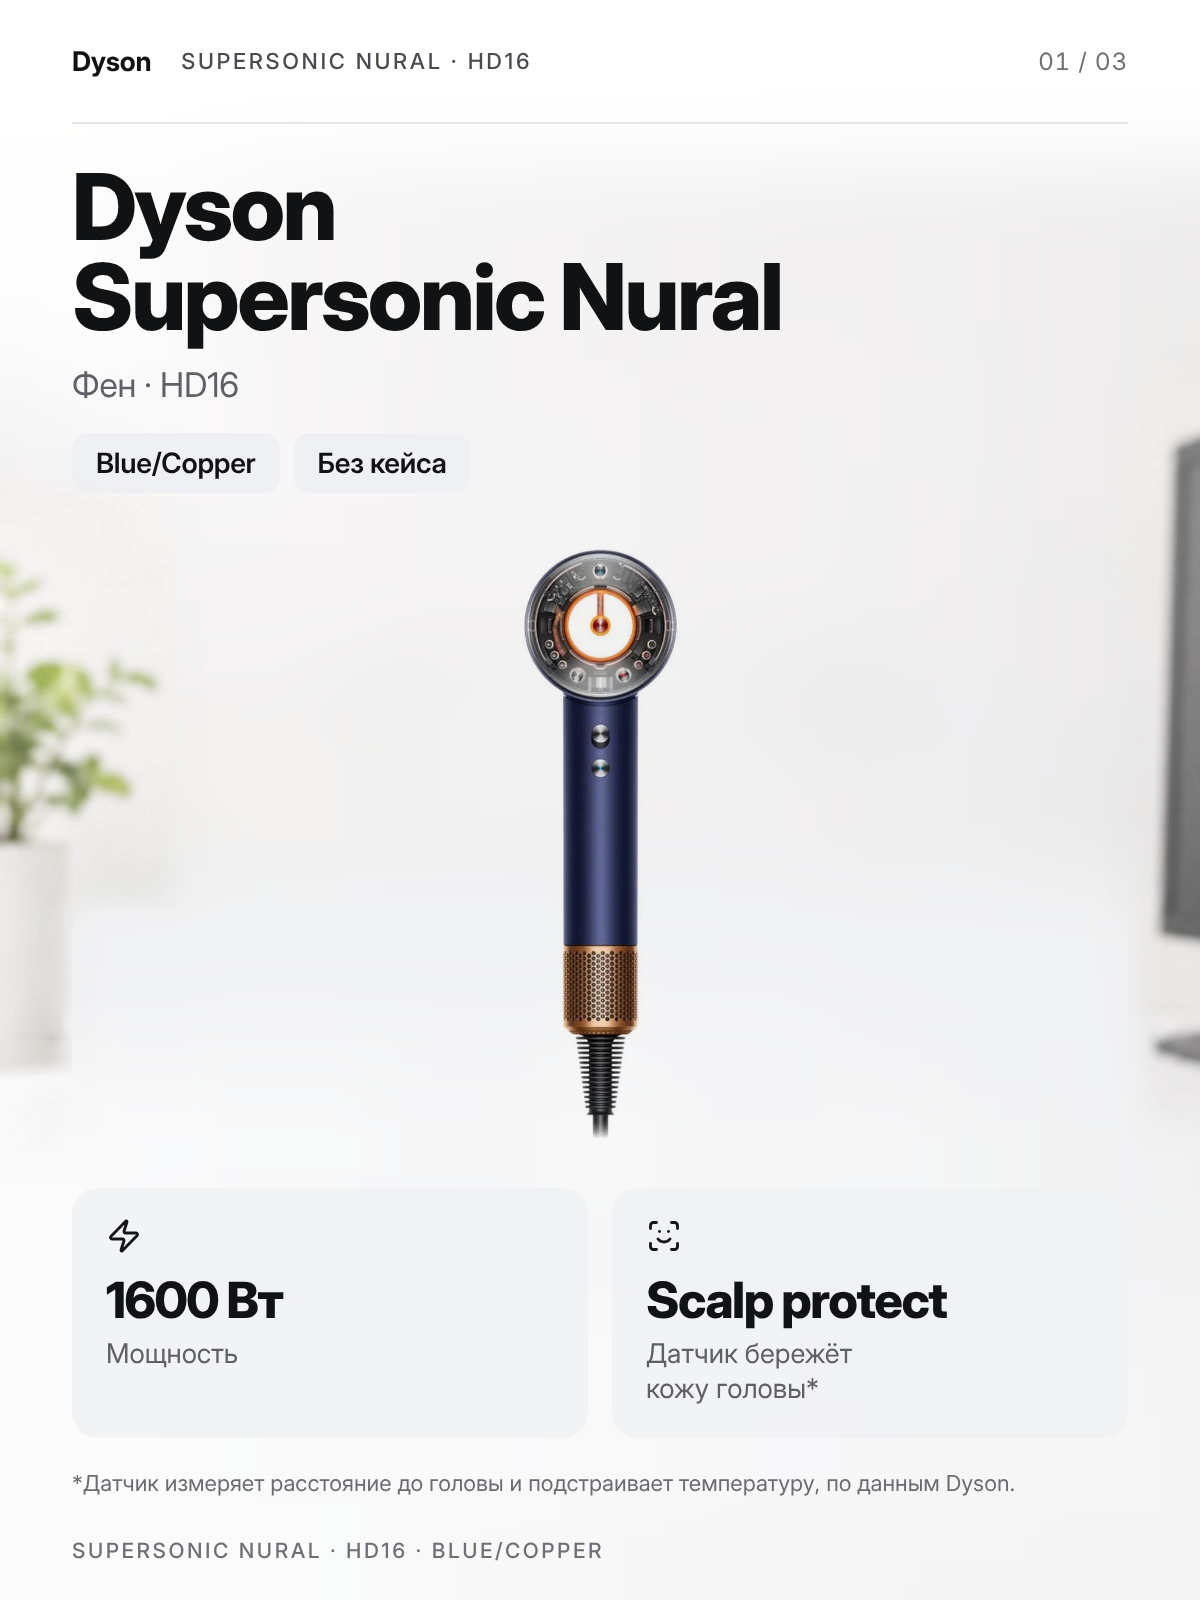 Dyson SUPERSONIC NURAL · HD16 01 / 03
Dyson
Supersonic Nural
Фен · HD16
Blue/Copper Без кейса
1600 Вт
Мощность
Scalp protect
Датчик бережёт
кожу головы*
*Датчик измеряет расстояние до головы и подстраивает температуру, по данным Dyson.
SUPERSONIC NURAL · HD16 · BLUE/COPPER